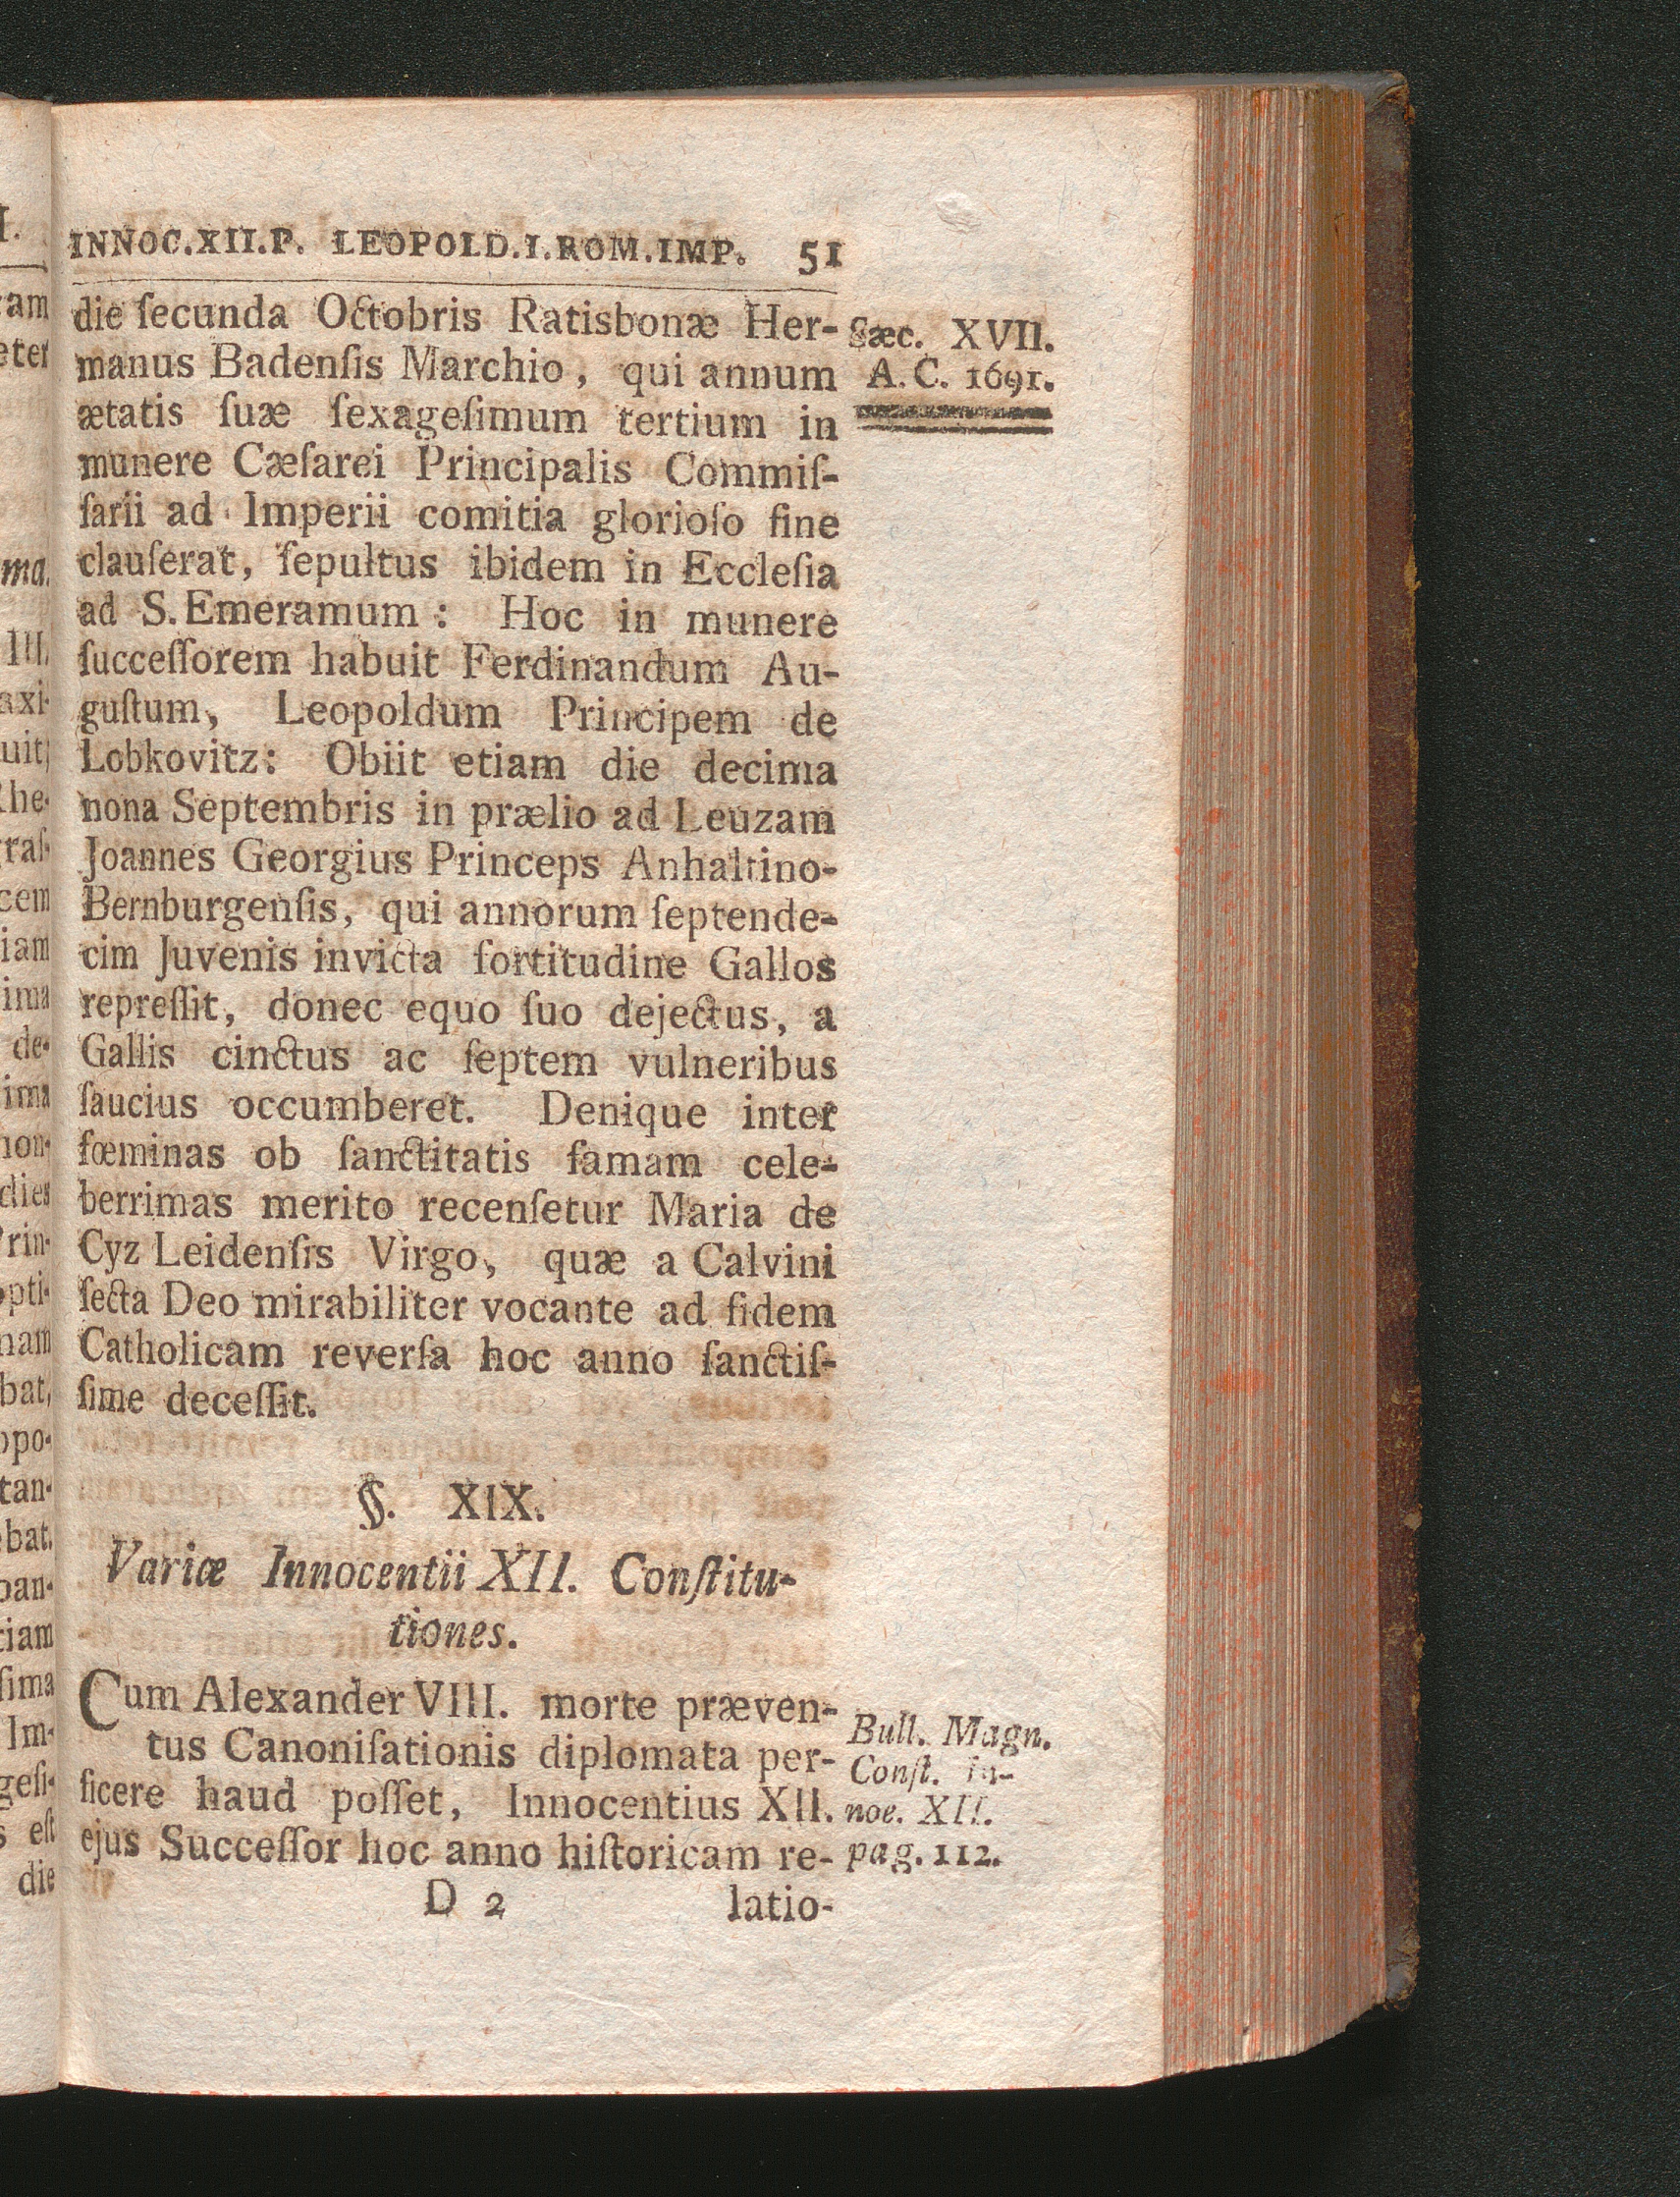 INNOC.XII.P. LEOPOLD.I.ROM.IMP. 51
die ſecunda Octobris Ratisbonæ Her-
manus Badenſis Marchio, qui annum
ætatis ſuæ ſexageſimum tertium in
munere Cæſarei Principalis Commiſ-
ſarii ad Imperii comitia glorioſo fine
clauſerat, ſepultus ibidem in Eccleſia
ad S. Emeramum: Hoc in munere
ſucceſſorem habuit Ferdinandum Au-
guſtum, Leopoldum Principem de
Lobkovitz: Obiit etiam die decima
nona Septembris in prælio ad Leuzam
Joannes Georgius Princeps Anhaltino-
Bernburgenſis, qui annorum ſeptende-
cim Juvenis invicta fortitudine Gallos
repreſſit, donec equo ſuo dejectus, a
Gallis cinctus ac ſeptem vulneribus
ſaucius occumberet. Denique inter
fœminas ob ſanctitatis famam cele-
berrimas merito recenſetur Maria de
Cyz Leidenſis Virgo, quæ a Calvini
ſecta Deo mirabiliter vocante ad fidem
Catholicam reverſa hoc anno ſanctiſ-
ſime deceſſit.
Sæc. XVII.
A. C. 1691.
§. XIX.
Variæ Innocentii XII. Conſtitu-
tiones.
Cum Alexander VIII. morte præven-
tus Canoniſationis diplomata per-
ficere haud poſſet, Innocentius XII.
ejus Succeſſor hoc anno hiſtoricam re-
Bull. Magn.
Conſt. In-
noc. XII.
pag. 112.
D 2 latio-